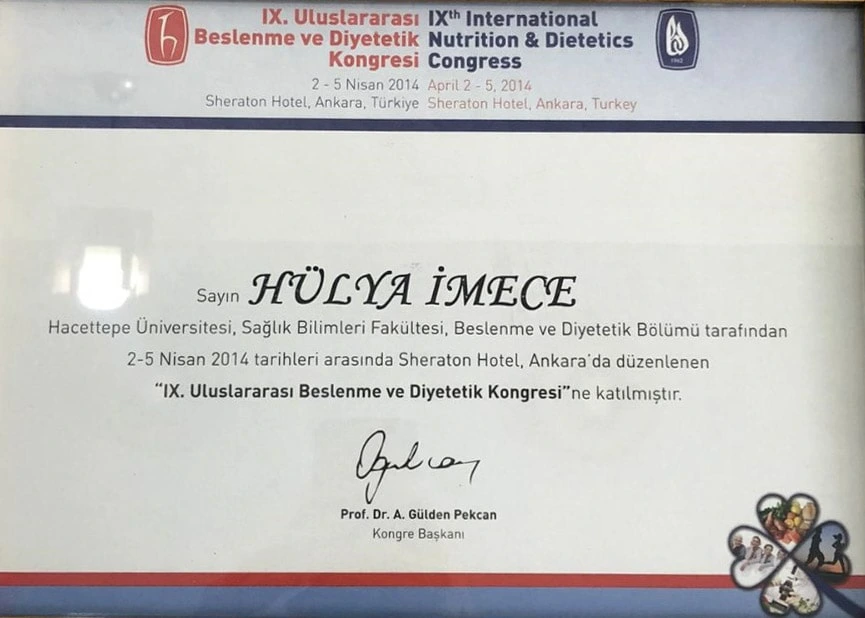 IX. Uluslararası
Beslenme ve Diyetetik
Kongresi
IXth International
Nutrition & Dietetics
Congress
2 - 5 Nisan 2014
Sheraton Hotel, Ankara, Türkiye
April 2 - 5, 2014
Sheraton Hotel, Ankara, Turkey
1962
Sayın HÜLYA İMECE
Hacettepe Üniversitesi, Sağlık Bilimleri Fakültesi, Beslenme ve Diyetetik Bölümü tarafından
2-5 Nisan 2014 tarihleri arasında Sheraton Hotel, Ankara'da düzenlenen
"IX. Uluslararası Beslenme ve Diyetetik Kongresi"ne katılmıştır.
Prof. Dr. A. Gülden Pekcan
Kongre Başkanı